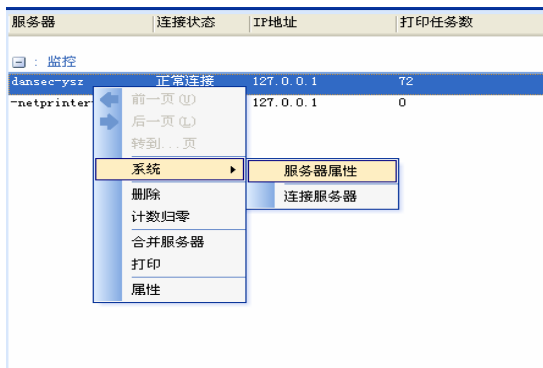 服务器 连接状态 IP地址 打印任务数
: 监控
dansec-ysz 正常连接 127.0.0.1 72
-netprinter 127.0.0.1 0
前一页(U)
后一页(L)
转到...页
系统 服务器属性
连接服务器
删除
计数归零
合并服务器
打印
属性